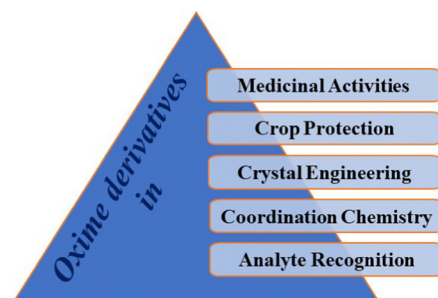 Oxime derivatives
in
Medicinal Activities
Crop Protection
Crystal Engineering
Coordination Chemistry
Analyte Recognition